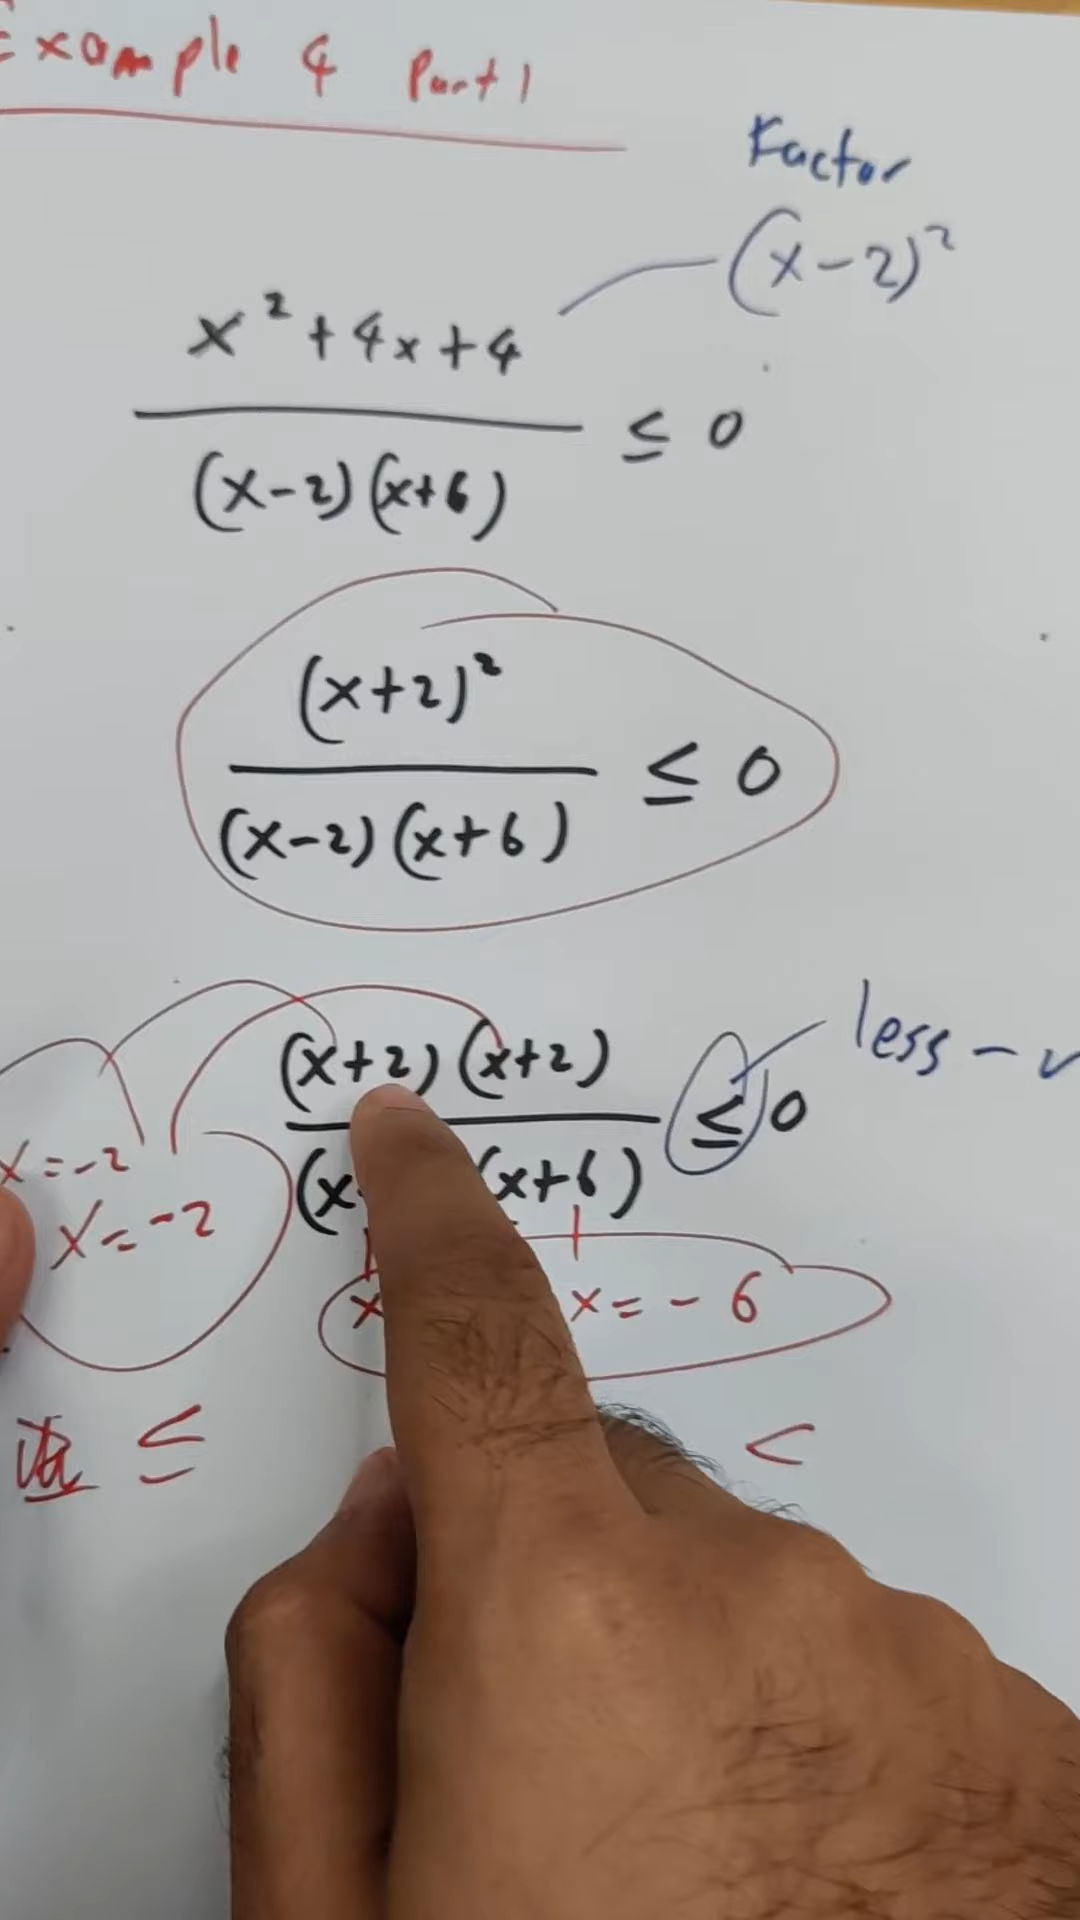 Example 4 Part 1
Factor
(x-2)²
x² + 4x + 4
(x-2)(x+6)
≤ 0
(x+2)²
(x-2)(x+6)
≤ 0
less -
(x+2)(x+2)
(x
(x+6)
≤ 0
x=-2
x=-2
x
x=-6
≤
<